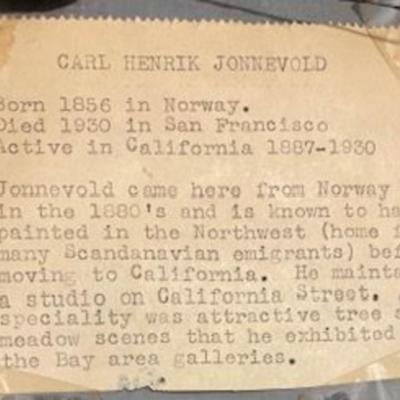 CARL HENRIK JONNEVOLD
Born 1856 in Norway.
Died 1930 in San Francisco
Active in California 1887-1930
Jonnevold came here from Norway
in the 1880's and is known to ha
painted in the Northwest (home f
many Scandanavian emigrants) bef
moving to California. He mainta
a studio on California Street.
speciality was attractive tree a
meadow scenes that he exhibited
the Bay area galleries.